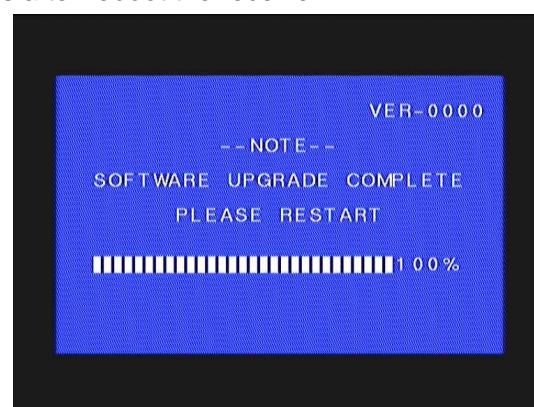 VER-0000
--NOTE--
SOFTWARE UPGRADE COMPLETE
PLEASE RESTART
100%